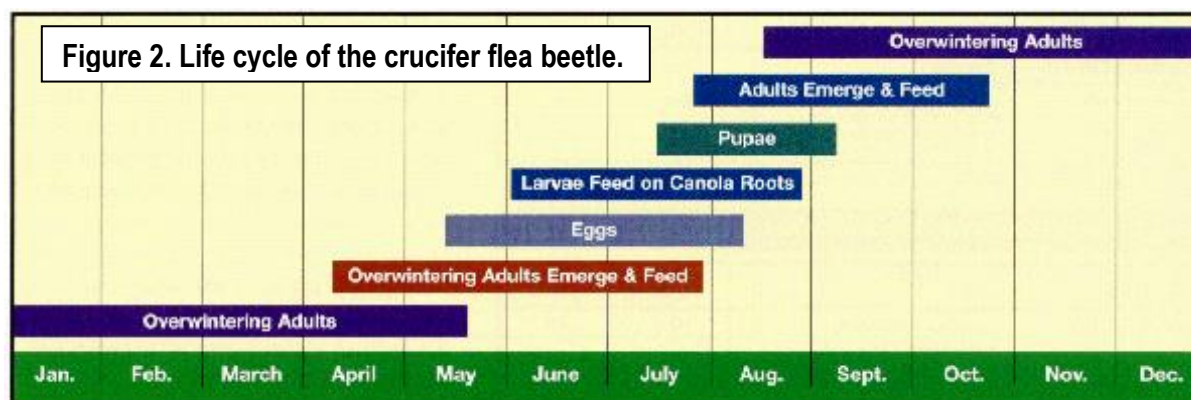 Figure 2. Life cycle of the crucifer flea beetle.
Overwintering Adults
Adults Emerge & Feed
Pupae
Larvae Feed on Canola Roots
Eggs
Overwintering Adults Emerge & Feed
Overwintering Adults
Jan. Feb. March April May June July Aug. Sept. Oct. Nov. Dec.